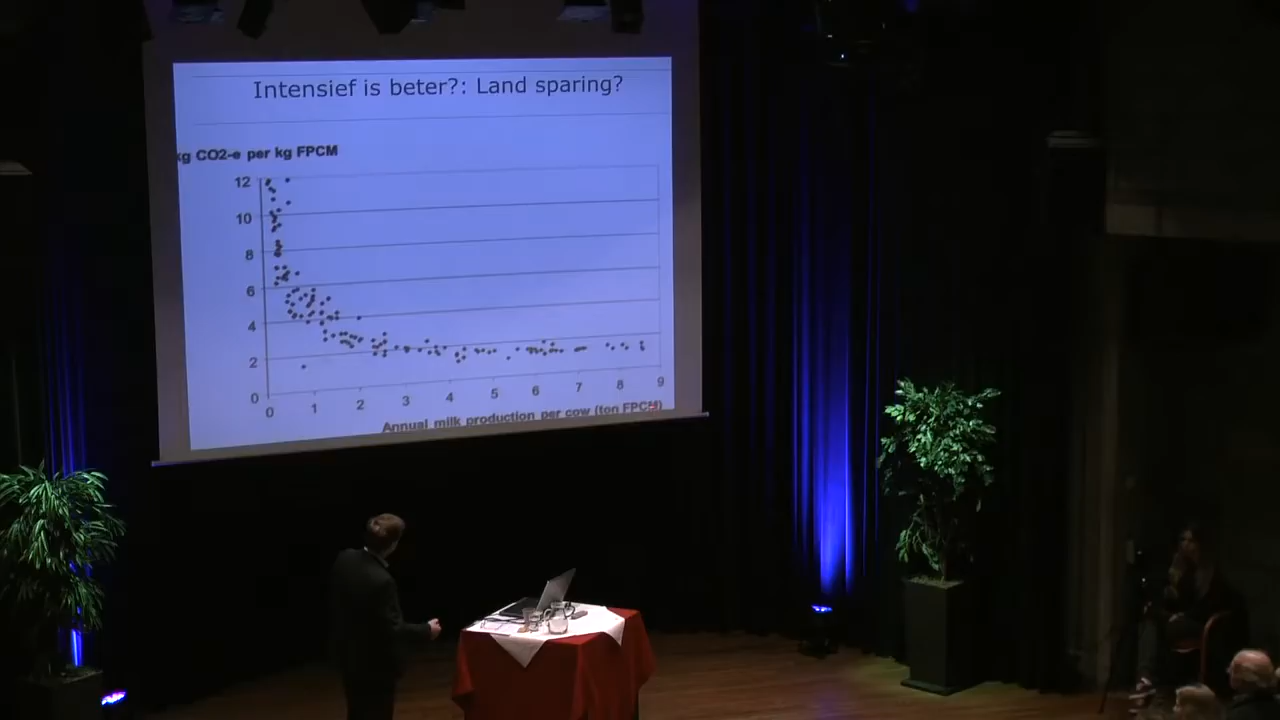 Intensief is beter?: Land sparing?
kg CO2-e per kg FPCM
12
10
8
6
4
2
0
0 1 2 3 4 5 6 7 8 9
Annual milk production per cow (ton FPCM)